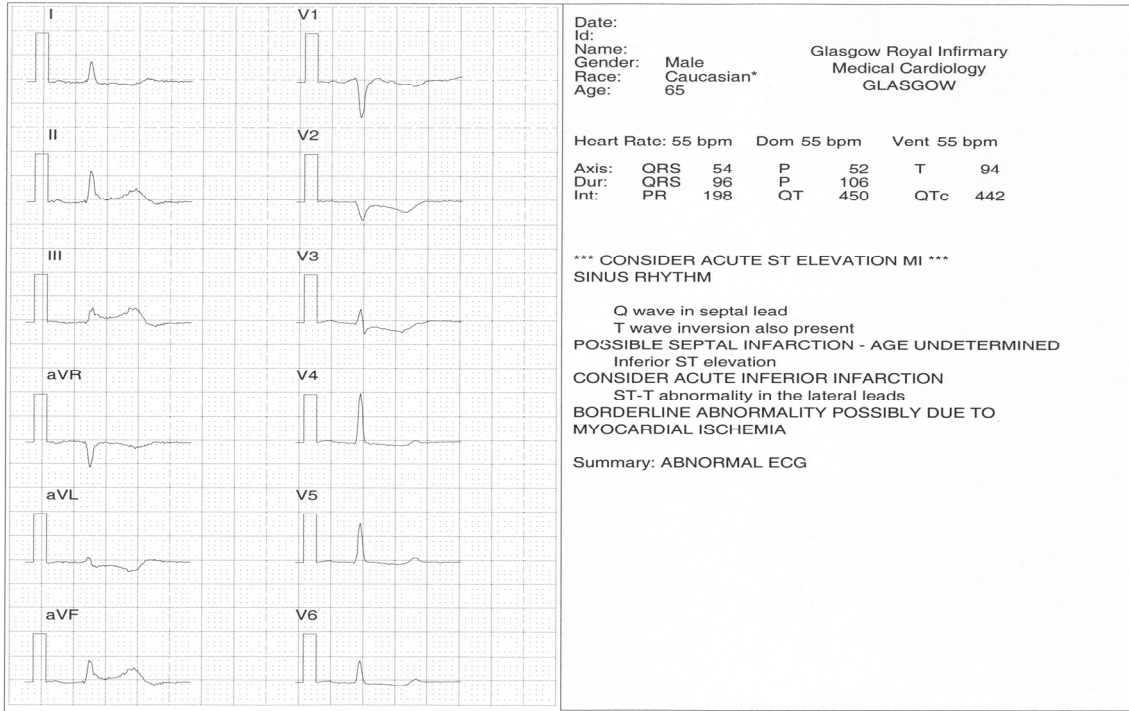 I
V1
II
V2
III
V3
aVR
V4
aVL
V5
aVF
V6
Date:
Id:
Name:
Gender: Male
Race: Caucasian*
Age: 65
Glasgow Royal Infirmary
Medical Cardiology
GLASGOW
Heart Rate: 55 bpm Dom 55 bpm Vent 55 bpm
Axis: QRS 54 P 52 T 94
Dur: QRS 96 P 106
Int: PR 198 QT 450 QTc 442
*** CONSIDER ACUTE ST ELEVATION MI ***
SINUS RHYTHM
Q wave in septal lead
T wave inversion also present
POSSIBLE SEPTAL INFARCTION - AGE UNDETERMINED
Inferior ST elevation
CONSIDER ACUTE INFERIOR INFARCTION
ST-T abnormality in the lateral leads
BORDERLINE ABNORMALITY POSSIBLY DUE TO
MYOCARDIAL ISCHEMIA
Summary: ABNORMAL ECG